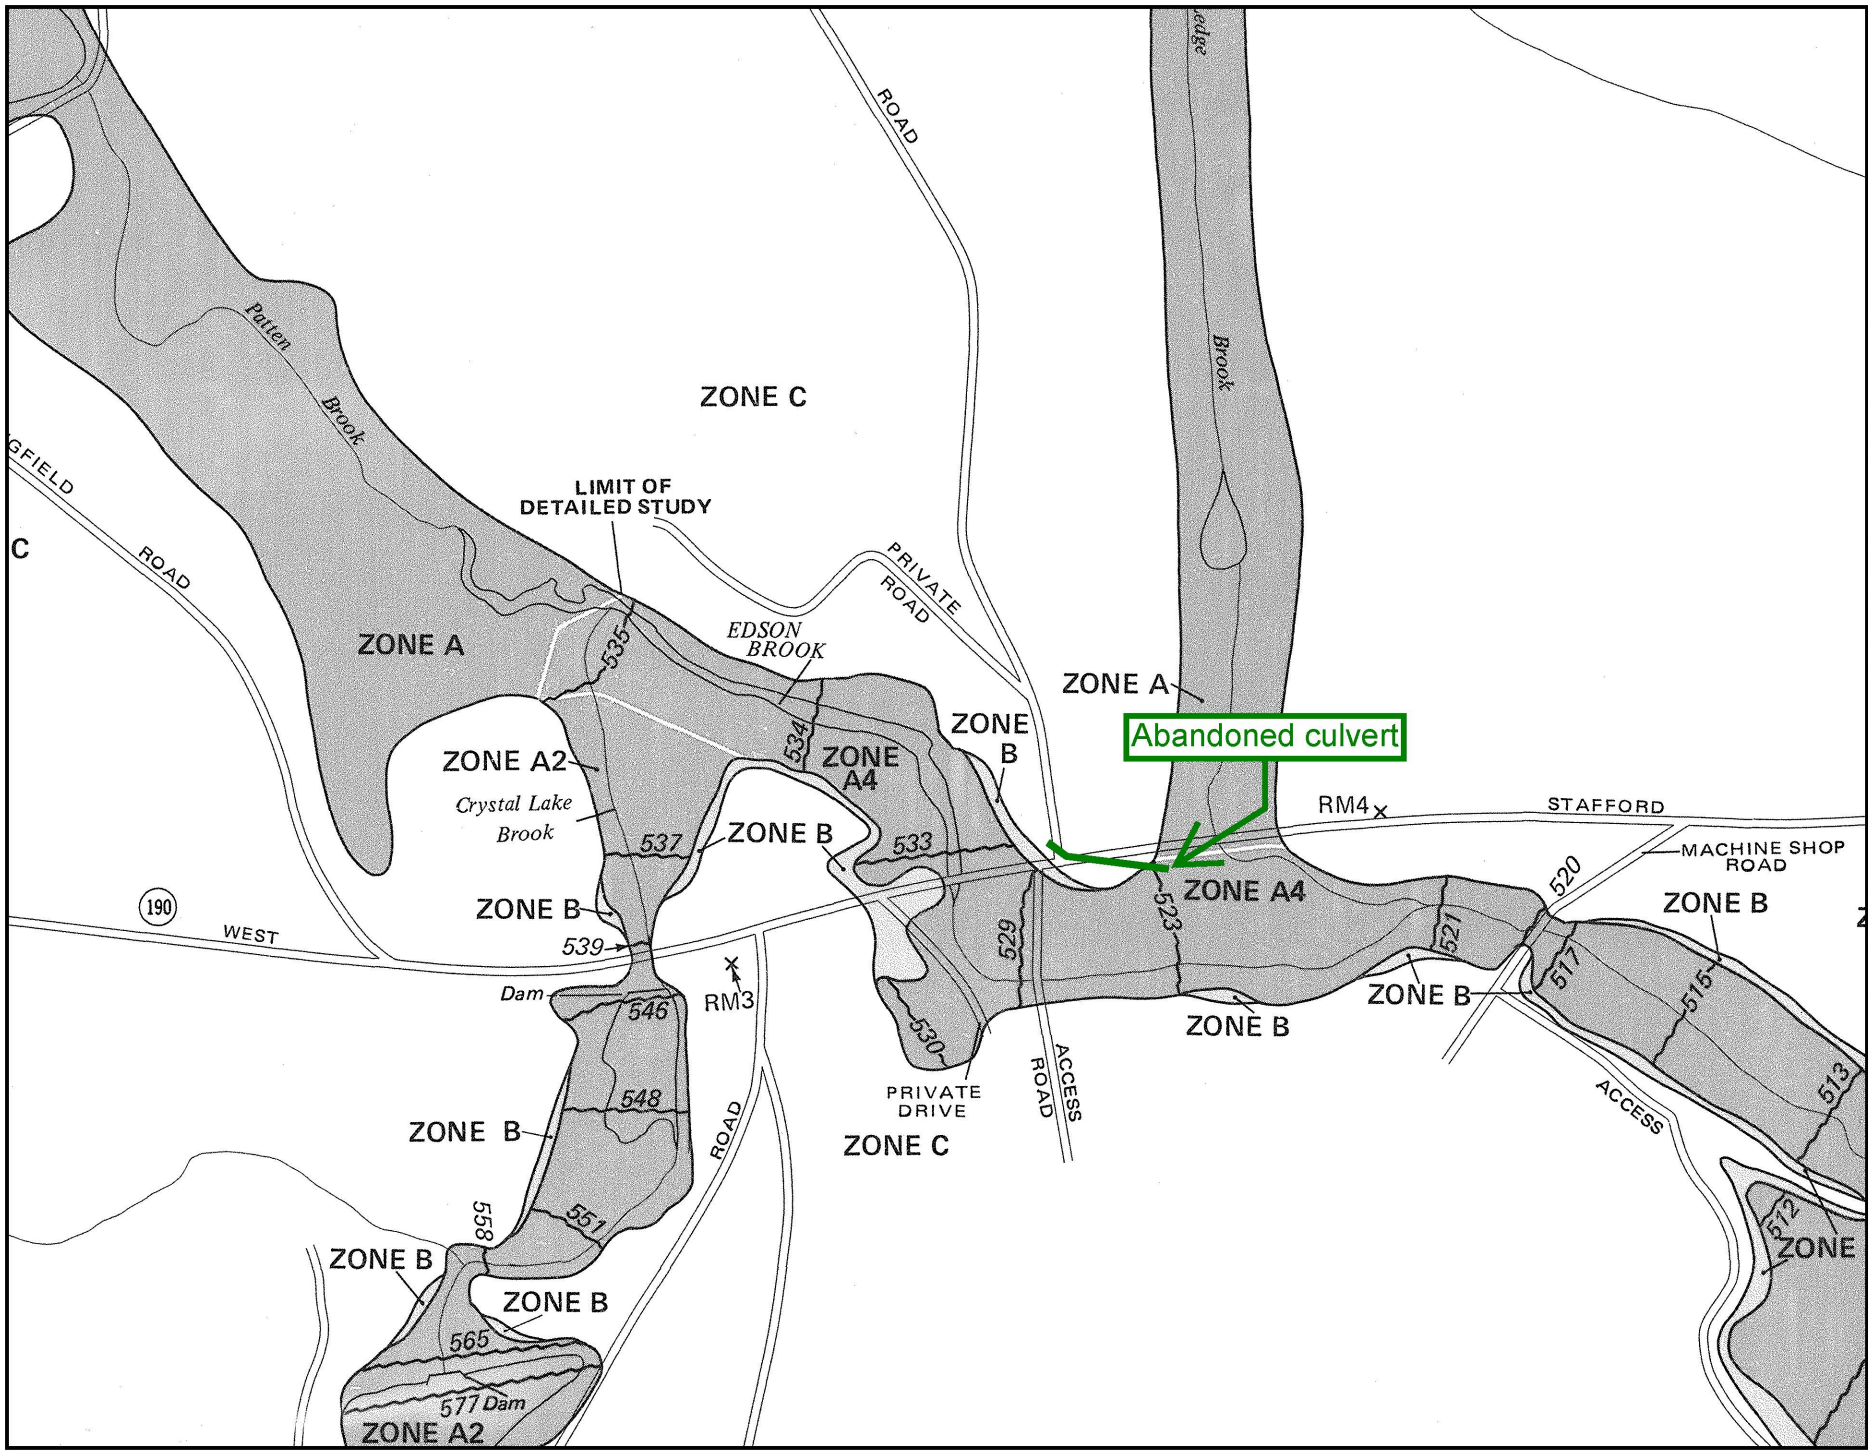 edge
ROAD
Patten
Brook
Brook
ZONE C
GFIELD
ROAD
C
LIMIT OF
DETAILED STUDY
PRIVATE
ROAD
EDSON
BROOK
535
ZONE A
ZONE A
534
ZONE
B
ZONE
A4
Abandoned culvert
ZONE A2
Crystal Lake
Brook
537
ZONE B
533
RM4
STAFFORD
MACHINE SHOP
ROAD
520
ZONE A4
523
ZONE B
190
WEST
ZONE B
539
529
521
517
515
Dam
546
RM3
ZONE B
ZONE B
530
PRIVATE
DRIVE
ACCESS
ROAD
513
ACCESS
548
ZONE B
ROAD
ZONE C
558
551
512
ZONE
ZONE B
ZONE B
565
577 Dam
ZONE A2